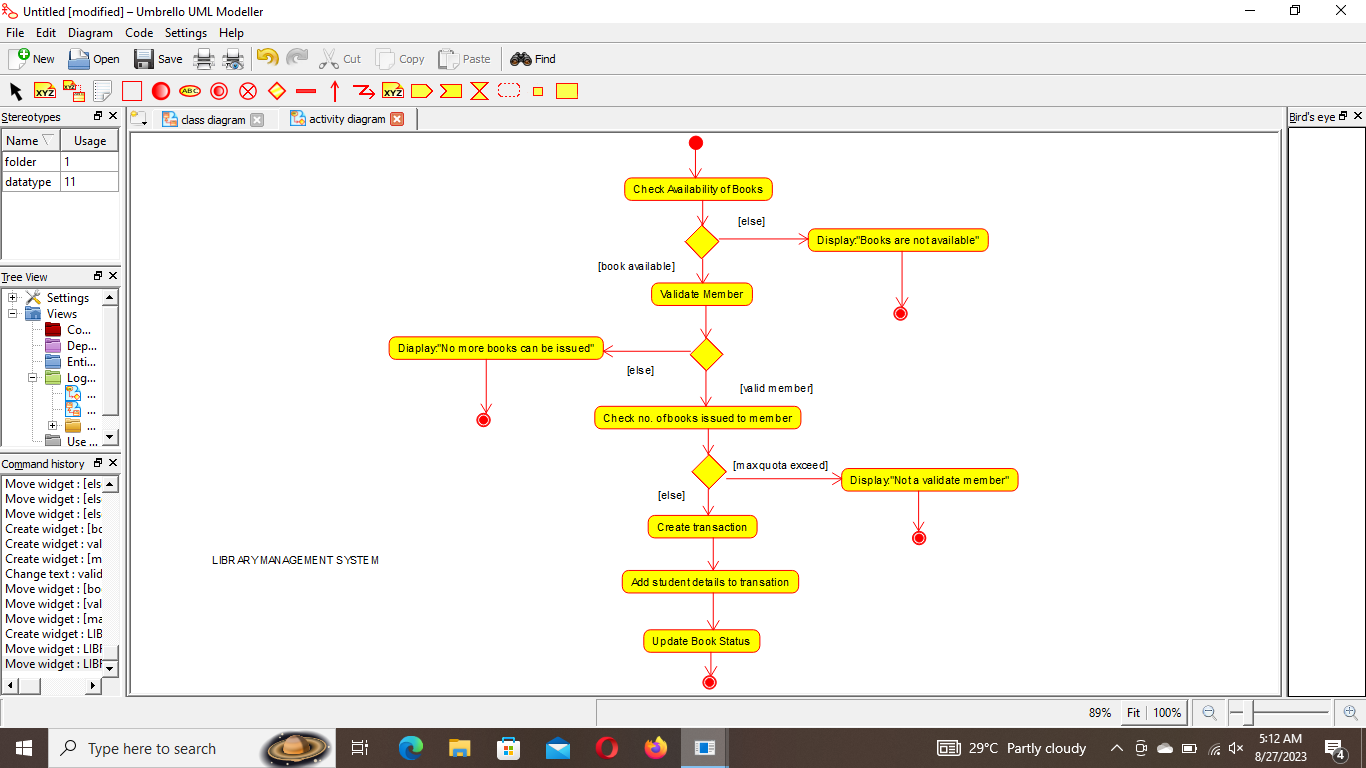 Untitled [modified] – Umbrello UML Modeller
File Edit Diagram Code Settings Help
New Open Save Cut Copy Paste Find
XYZ XYZ ABC XYZ
Stereotypes
Name Usage
folder 1
datatype 11
class diagram activity diagram
Bird's eye
Check Availability of Books
[else]
Display:"Books are not available"
[book available]
Validate Member
Diaplay:"No more books can be issued"
[else]
[valid member]
Check no. of books issued to member
[max quota exceed]
Display:"Not a validate member"
[else]
Create transaction
LIBRARY MANAGEMENT SYSTEM
Add student details to transation
Update Book Status
Tree View
Settings
Views
Co...
Dep...
Enti...
Log...
...
...
...
Use ...
Command history
Move widget : [els
Move widget : [els
Move widget : [els
Create widget : [bo
Create widget : val
Create widget : [m
Change text : valid
Move widget : [bo
Move widget : [val
Move widget : [ma
Create widget : LIB
Move widget : LIBF
Move widget : LIBF
89% Fit 100%
Type here to search
29°C Partly cloudy
5:12 AM
8/27/2023
4